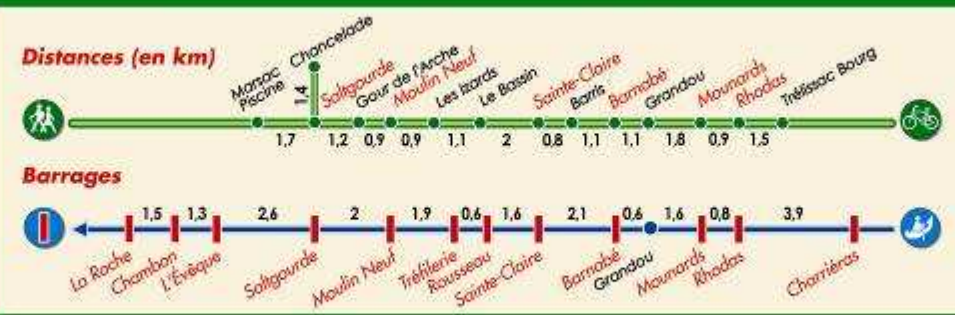 Distances (en km)
Marsac
Piscine
1,4
Chancelade
Saltgourde
Gour de l'Arche
Moulin Neuf
Les Izards
Le Bassin
Sainte-Claire
Barris
Barnabé
Grandou
Mounards
Rhodas
Trélissac Bourg
1,7 1,2 0,9 0,9 1,1 2 0,8 1,1 1,1 1,8 0,9 1,5
Barrages
1,5 1,3 2,6 2 1,9 0,6 1,6 2,1 0,6 1,6 0,8 3,9
La Roche
Chambon
L'Évêque
Saltgourde
Moulin Neuf
Tréfilerie
Rousseau
Sainte-Claire
Barnabé
Grandou
Mounards
Rhodas
Charriéras